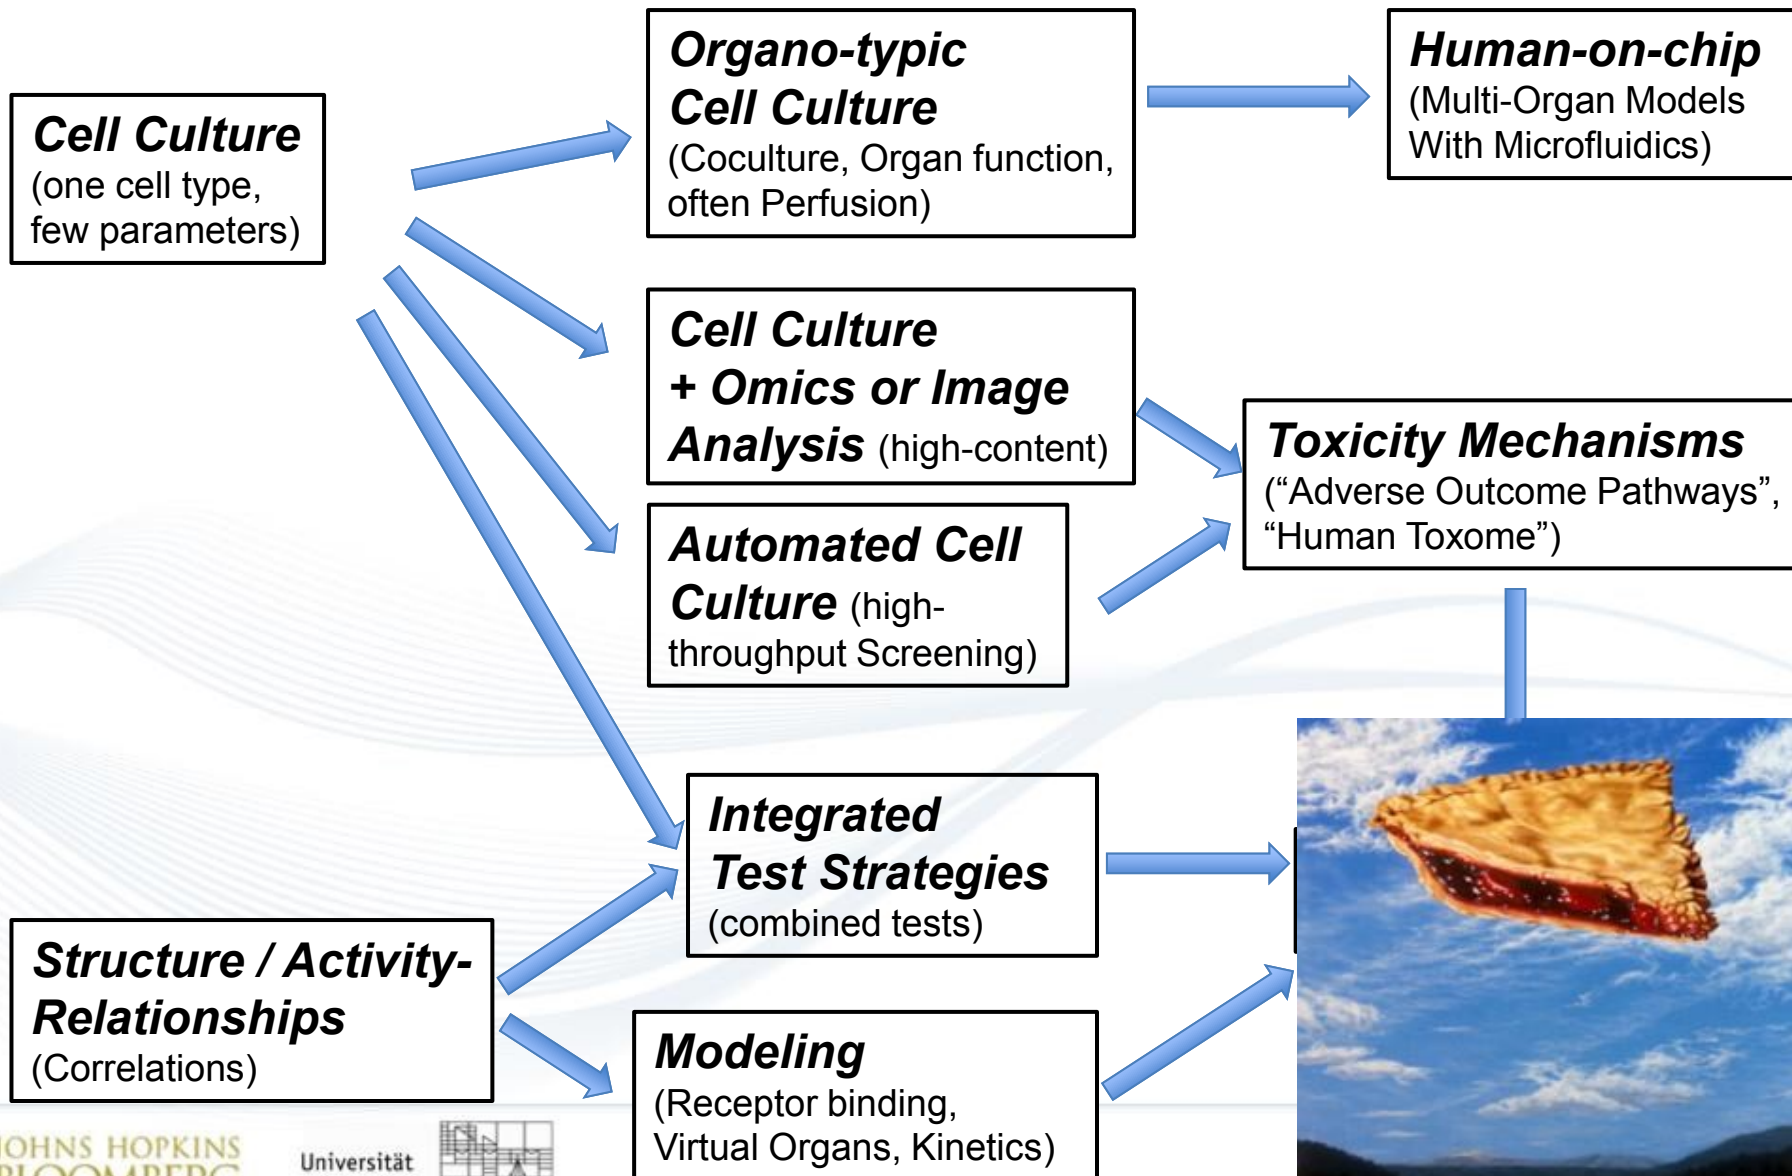 Cell Culture
(one cell type,
few parameters)
Organo-typic
Cell Culture
(Coculture, Organ function,
often Perfusion)
Human-on-chip
(Multi-Organ Models
With Microfluidics)
Cell Culture
+ Omics or Image
Analysis (high-content)
Toxicity Mechanisms
(“Adverse Outcome Pathways”,
“Human Toxome”)
Automated Cell
Culture (high-
throughput Screening)
Integrated
Test Strategies
(combined tests)
Structure / Activity-
Relationships
(Correlations)
Modeling
(Receptor binding,
Virtual Organs, Kinetics)
JOHNS HOPKINS
BLOOMBERG
Universität